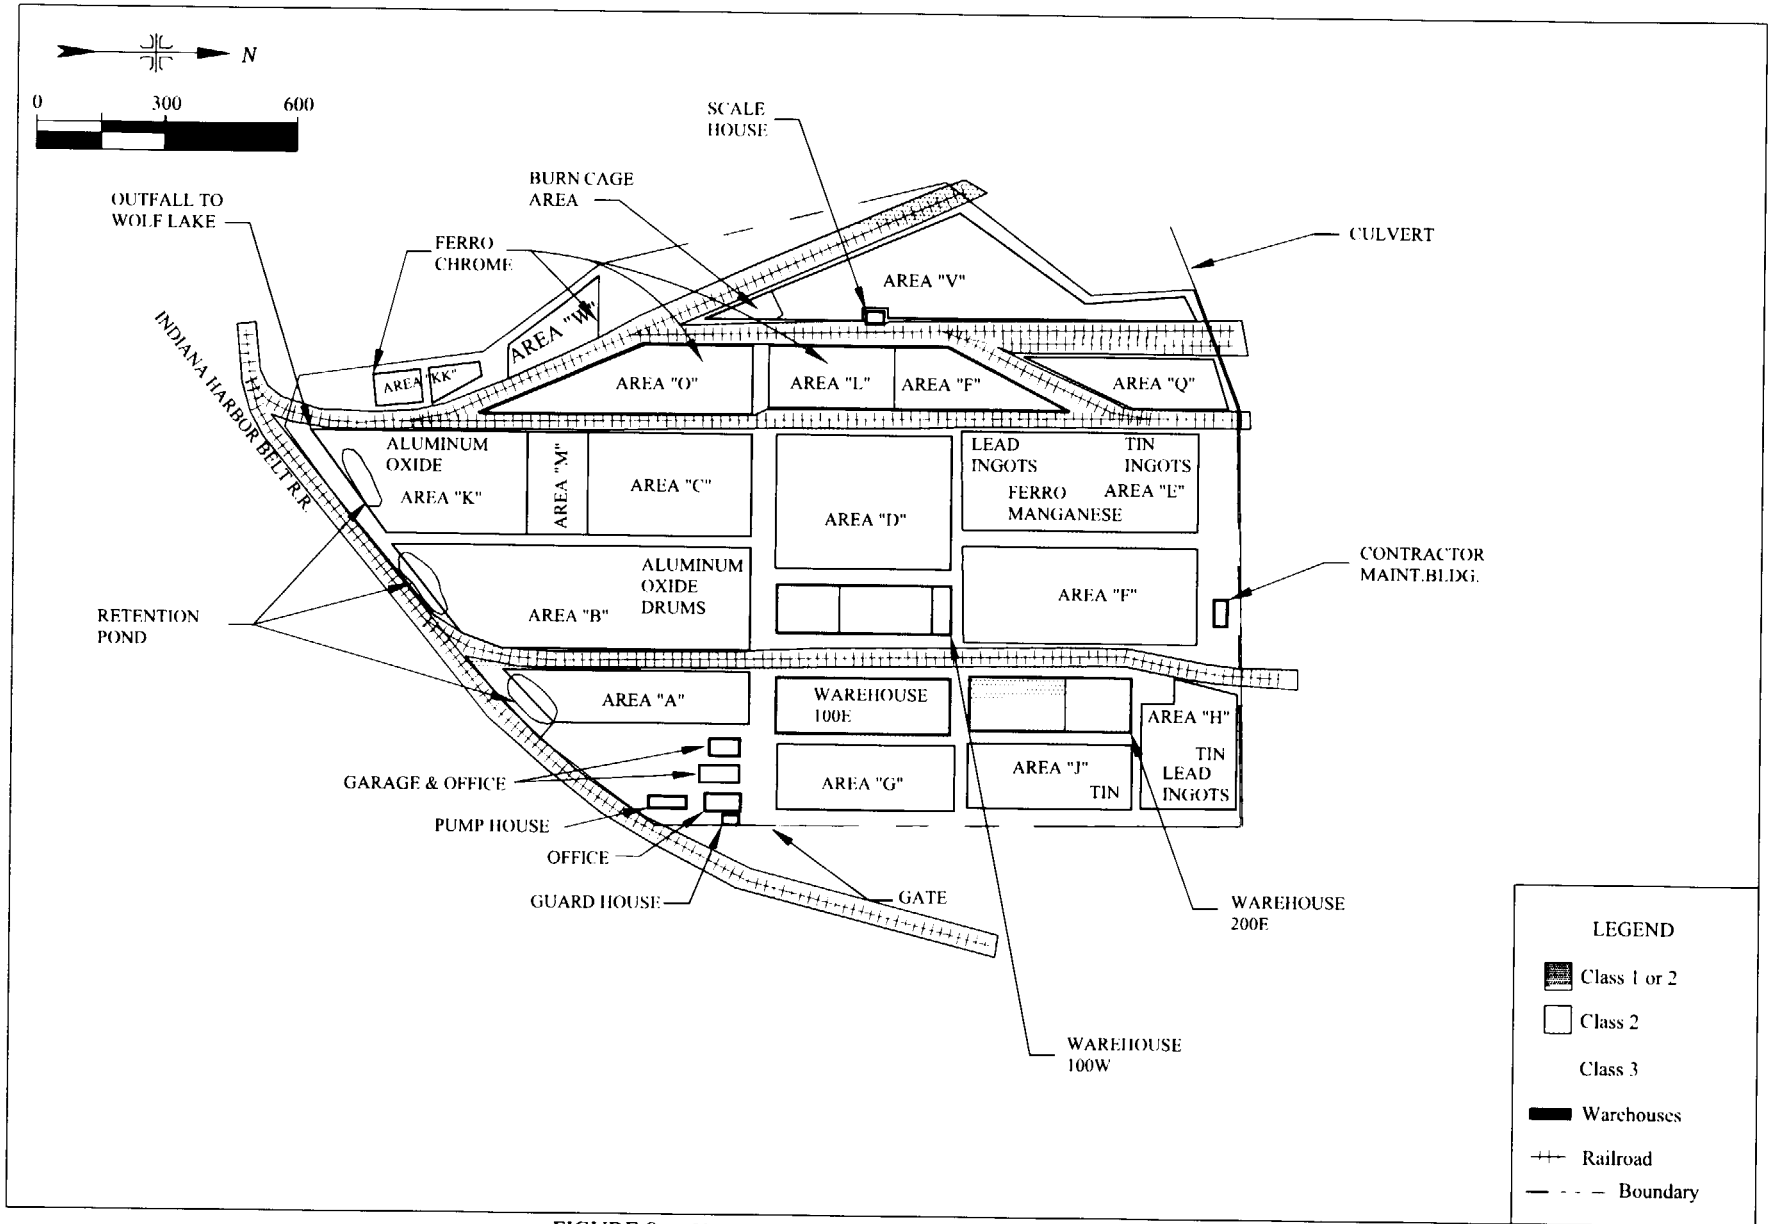 N
0 300 600
SCALE
HOUSE
BURN CAGE
AREA
OUTFALL TO
WOLF LAKE
FERRO
CHROME
CULVERT
AREA "V"
INDIANA HARBOR BELT R.R.
AREA "W"
AREA "KK"
AREA "O"
AREA "L"
AREA "F"
AREA "Q"
ALUMINUM
OXIDE
AREA "K"
AREA "M"
AREA "C"
AREA "D"
LEAD
INGOTS
TIN
INGOTS
FERRO
MANGANESE
AREA "E"
ALUMINUM
OXIDE
DRUMS
AREA "B"
AREA "F"
CONTRACTOR
MAINT.BLDG.
RETENTION
POND
AREA "A"
WAREHOUSE
100E
AREA "H"
TIN
LEAD
INGOTS
GARAGE & OFFICE
AREA "G"
AREA "J"
TIN
PUMP HOUSE
OFFICE
GUARD HOUSE
GATE
WAREHOUSE
200E
WAREHOUSE
100W
LEGEND
Class 1 or 2
Class 2
Class 3
Warehouses
Railroad
Boundary